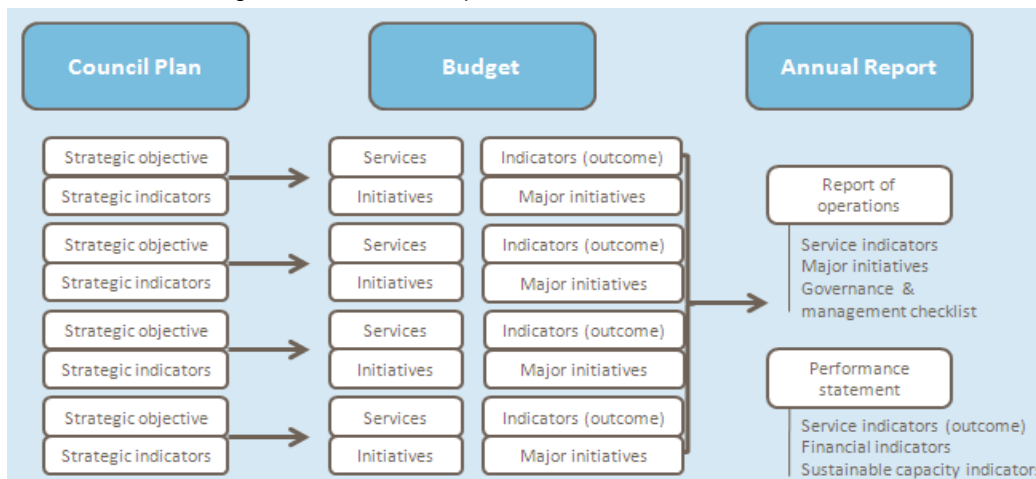 Council Plan
Budget
Annual Report
Strategic objective
Strategic indicators
Services
Initiatives
Indicators (outcome)
Major initiatives
Strategic objective
Strategic indicators
Services
Initiatives
Indicators (outcome)
Major initiatives
Strategic objective
Strategic indicators
Services
Initiatives
Indicators (outcome)
Major initiatives
Strategic objective
Strategic indicators
Services
Initiatives
Indicators (outcome)
Major initiatives
Report of
operations
Service indicators
Major initiatives
Governance &
management checklist
Performance
statement
Service indicators (outcome)
Financial indicators
Sustainable capacity indicators